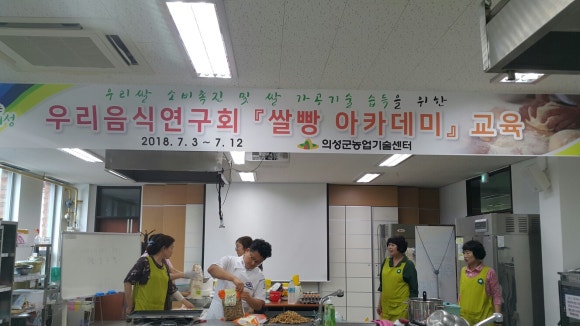 우리쌀 소비촉진 및 쌀 가공기술 습득을 위한
우리음식연구회 『쌀빵 아카데미』 교육
2018. 7. 3 ~ 7. 12
의성군농업기술센터